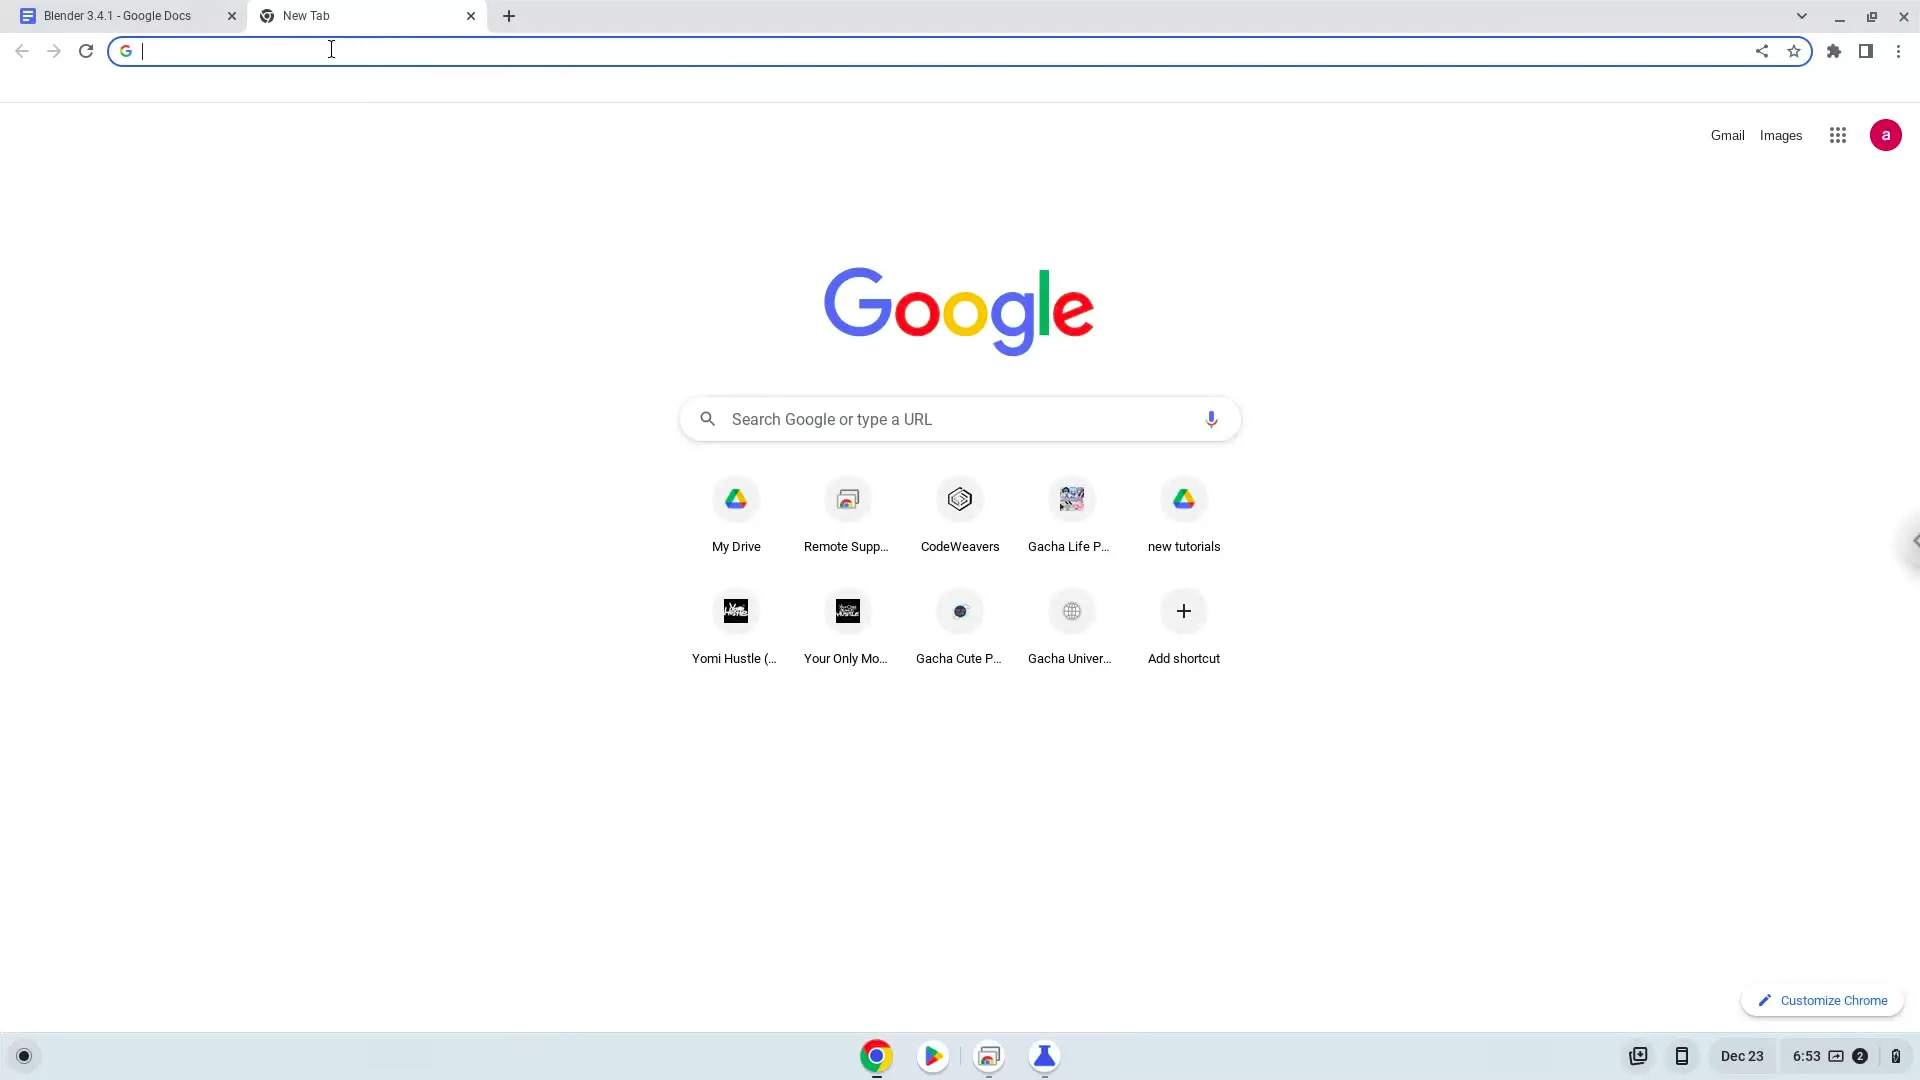 Blender 3.4.1 - Google Docs
New Tab
Gmail
Images
a
Google
Search Google or type a URL
My Drive
Remote Supp...
CodeWeavers
Gacha Life P...
new tutorials
Yomi Hustle (...
Your Only Mo...
Gacha Cute P...
Gacha Univer...
Add shortcut
Customize Chrome
Dec 23
6:53
2